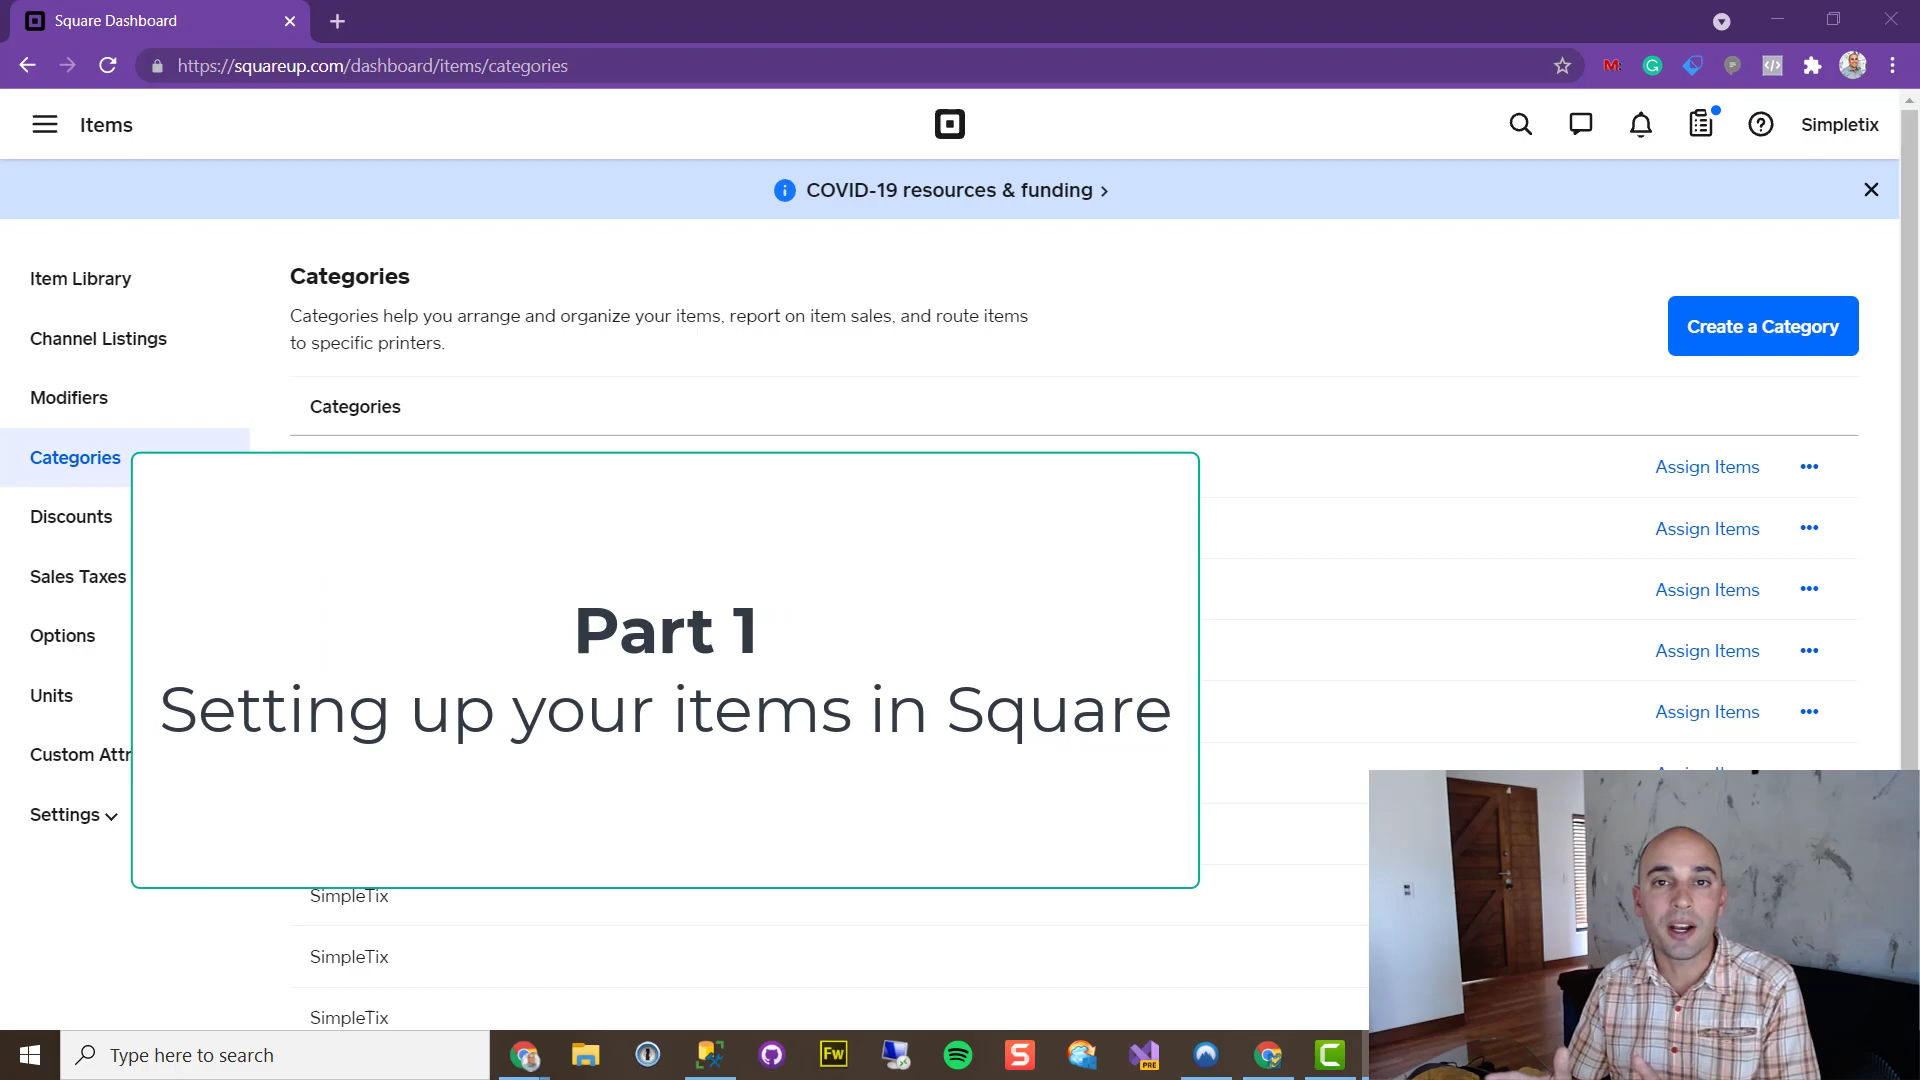 Square Dashboard
https://squareup.com/dashboard/items/categories
Items
Simpletix
COVID-19 resources & funding
Item Library
Channel Listings
Modifiers
Categories
Discounts
Sales Taxes
Options
Units
Custom Attr
Settings
Categories
Categories help you arrange and organize your items, report on item sales, and route items
to specific printers.
Create a Category
Categories
Assign Items
Assign Items
Assign Items
Assign Items
Assign Items
Part 1
Setting up your items in Square
SimpleTix
SimpleTix
SimpleTix
Type here to search
Fw
PRE